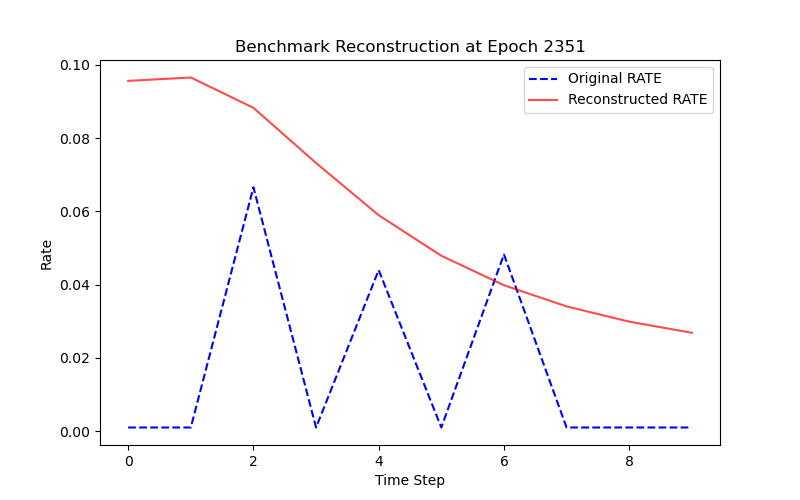 Benchmark Reconstruction at Epoch 2351
Original RATE
Reconstructed RATE
0.10
0.08
0.06
0.04
0.02
0.00
Rate
0 2 4 6 8
Time Step